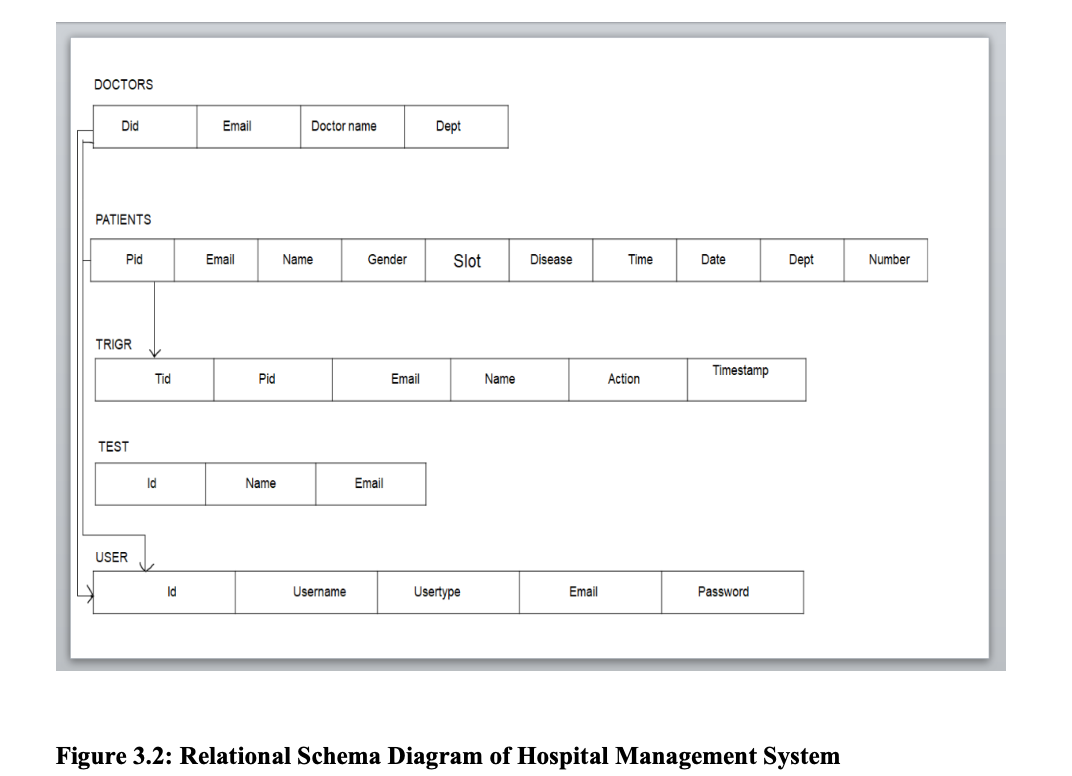 DOCTORS
Did Email Doctor name Dept
PATIENTS
Pid Email Name Gender Slot Disease Time Date Dept Number
TRIGR
Tid Pid Email Name Action Timestamp
TEST
Id Name Email
USER
Id Username Usertype Email Password
Figure 3.2: Relational Schema Diagram of Hospital Management System